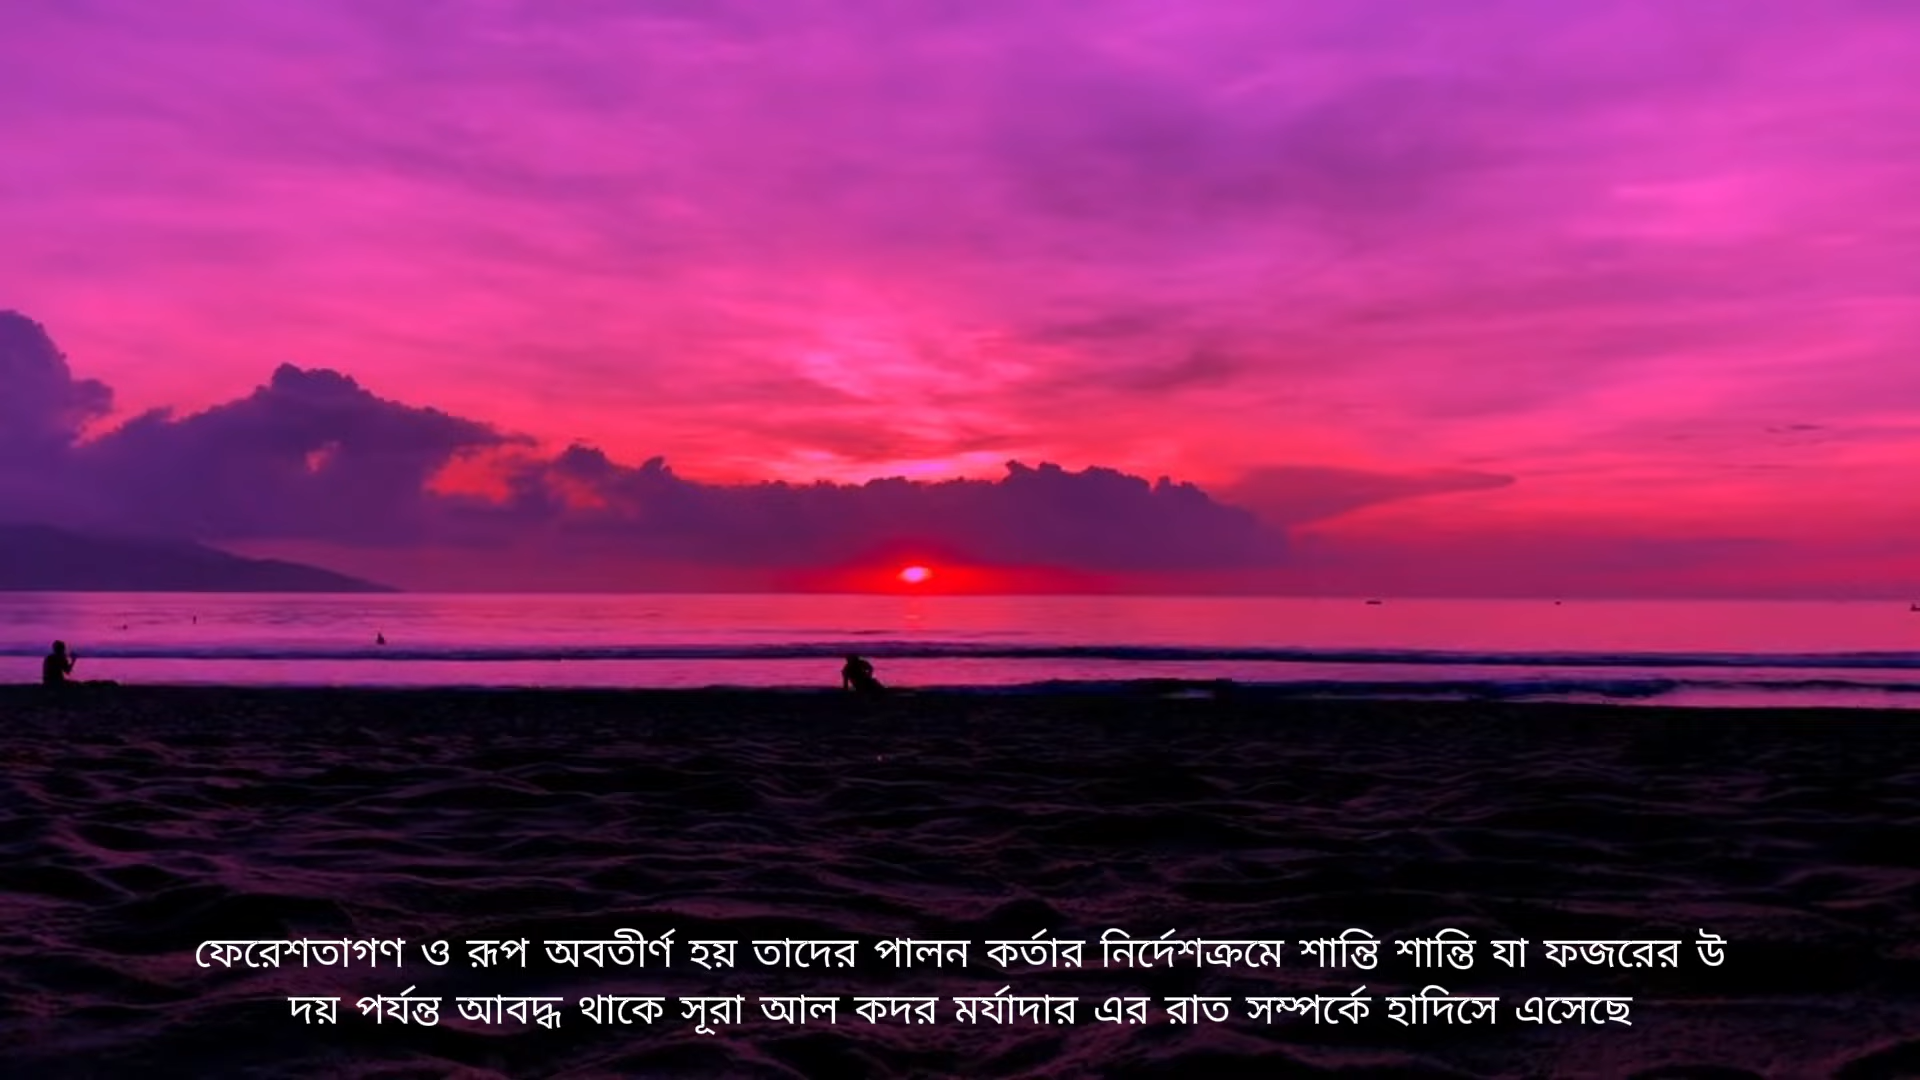 ফেরেশতাগণ ও রূপ অবতীর্ণ হয় তাদের পালন কর্তার নির্দেশক্রমে শান্তি শান্তি যা ফজরের উ
দয় পর্যন্ত আবদ্ধ থাকে সূরা আল কদর মর্যাদার এর রাত সম্পর্কে হাদিসে এসেছে